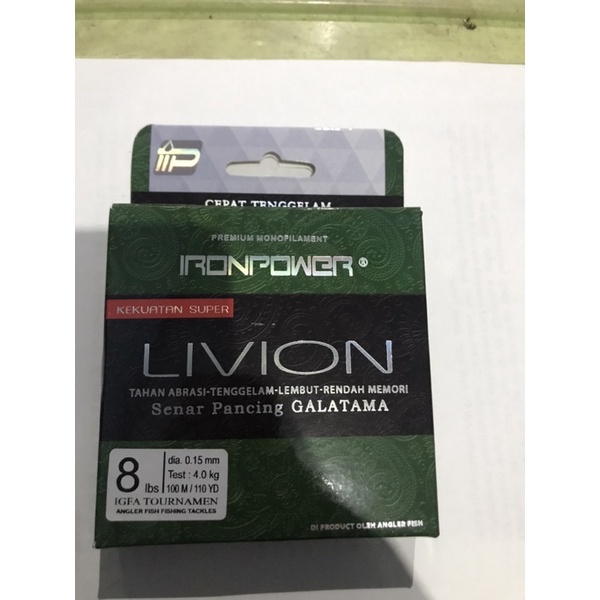 IP
CEPAT TENGGELAM
PREMIUM MONOFILAMENT
IRONPOWER®
KEKUATAN SUPER
LIVION
TAHAN ABRASI-TENGGELAM-LEMBUT-RENDAH MEMORI
Senar Pancing GALATAMA
8 lbs
dia. 0.15 mm
Test : 4.0 kg
100 M / 110 YD
IGFA TOURNAMEN
ANGLER FISH FISHING TACKLES
DI PRODUCT OLEH ANGLER FISH